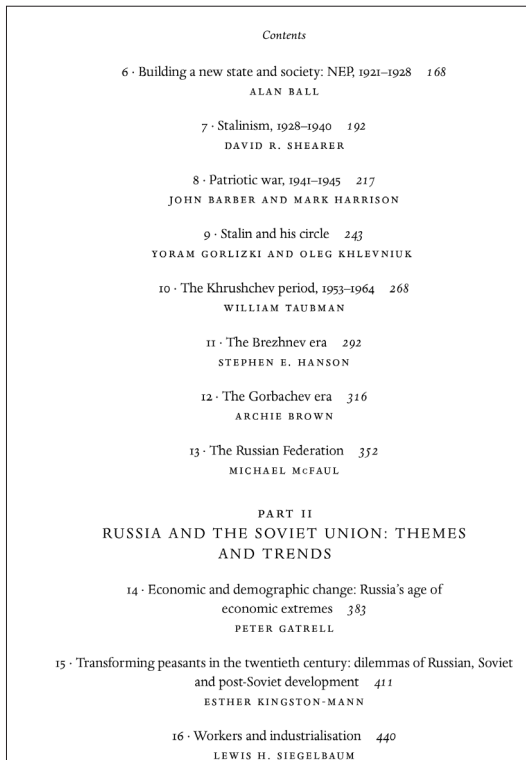 Contents
6 · Building a new state and society: NEP, 1921–1928 168
ALAN BALL
7 · Stalinism, 1928–1940 192
DAVID R. SHEARER
8 · Patriotic war, 1941–1945 217
JOHN BARBER AND MARK HARRISON
9 · Stalin and his circle 243
YORAM GORLIZKI AND OLEG KHLEVNIUK
10 · The Khrushchev period, 1953–1964 268
WILLIAM TAUBMAN
11 · The Brezhnev era 292
STEPHEN E. HANSON
12 · The Gorbachev era 316
ARCHIE BROWN
13 · The Russian Federation 352
MICHAEL McFAUL
PART II
RUSSIA AND THE SOVIET UNION: THEMES
AND TRENDS
14 · Economic and demographic change: Russia's age of
economic extremes 383
PETER GATRELL
15 · Transforming peasants in the twentieth century: dilemmas of Russian, Soviet
and post-Soviet development 411
ESTHER KINGSTON-MANN
16 · Workers and industrialisation 440
LEWIS H. SIEGELBAUM